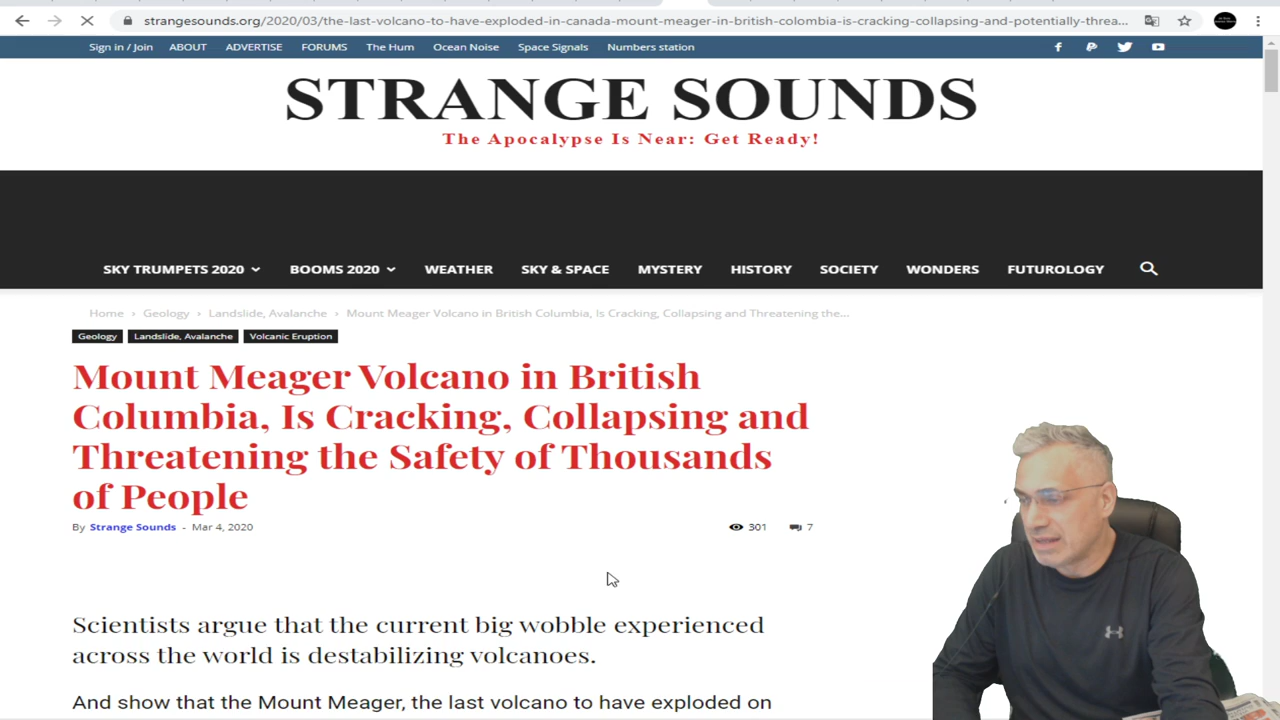 strangesounds.org/2020/03/the-last-volcano-to-have-exploded-in-canada-mount-meager-in-british-colombia-is-cracking-collapsing-and-potentially-threa...
Sign in / Join ABOUT ADVERTISE FORUMS The Hum Ocean Noise Space Signals Numbers station
STRANGE SOUNDS
The Apocalypse Is Near: Get Ready!
SKY TRUMPETS 2020 BOOMS 2020 WEATHER SKY & SPACE MYSTERY HISTORY SOCIETY WONDERS FUTUROLOGY
Home › Geology › Landslide, Avalanche › Mount Meager Volcano in British Columbia, Is Cracking, Collapsing and Threatening the...
Geology Landslide, Avalanche Volcanic Eruption
Mount Meager Volcano in British
Columbia, Is Cracking, Collapsing and
Threatening the Safety of Thousands
of People
By Strange Sounds - Mar 4, 2020 301 7
Scientists argue that the current big wobble experienced
across the world is destabilizing volcanoes.
And show that the Mount Meager, the last volcano to have exploded on